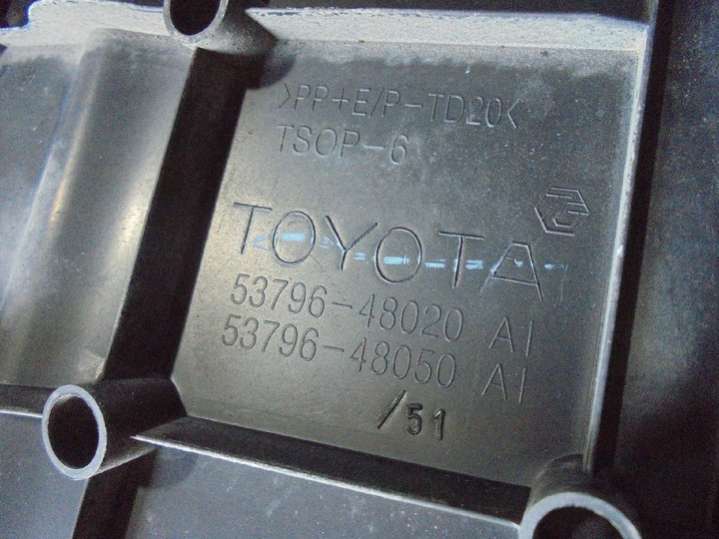 >PP+E/P-TD20<
TSOP-6
TOYOTA
53796-48020 A1
53796-48050 A1
/51